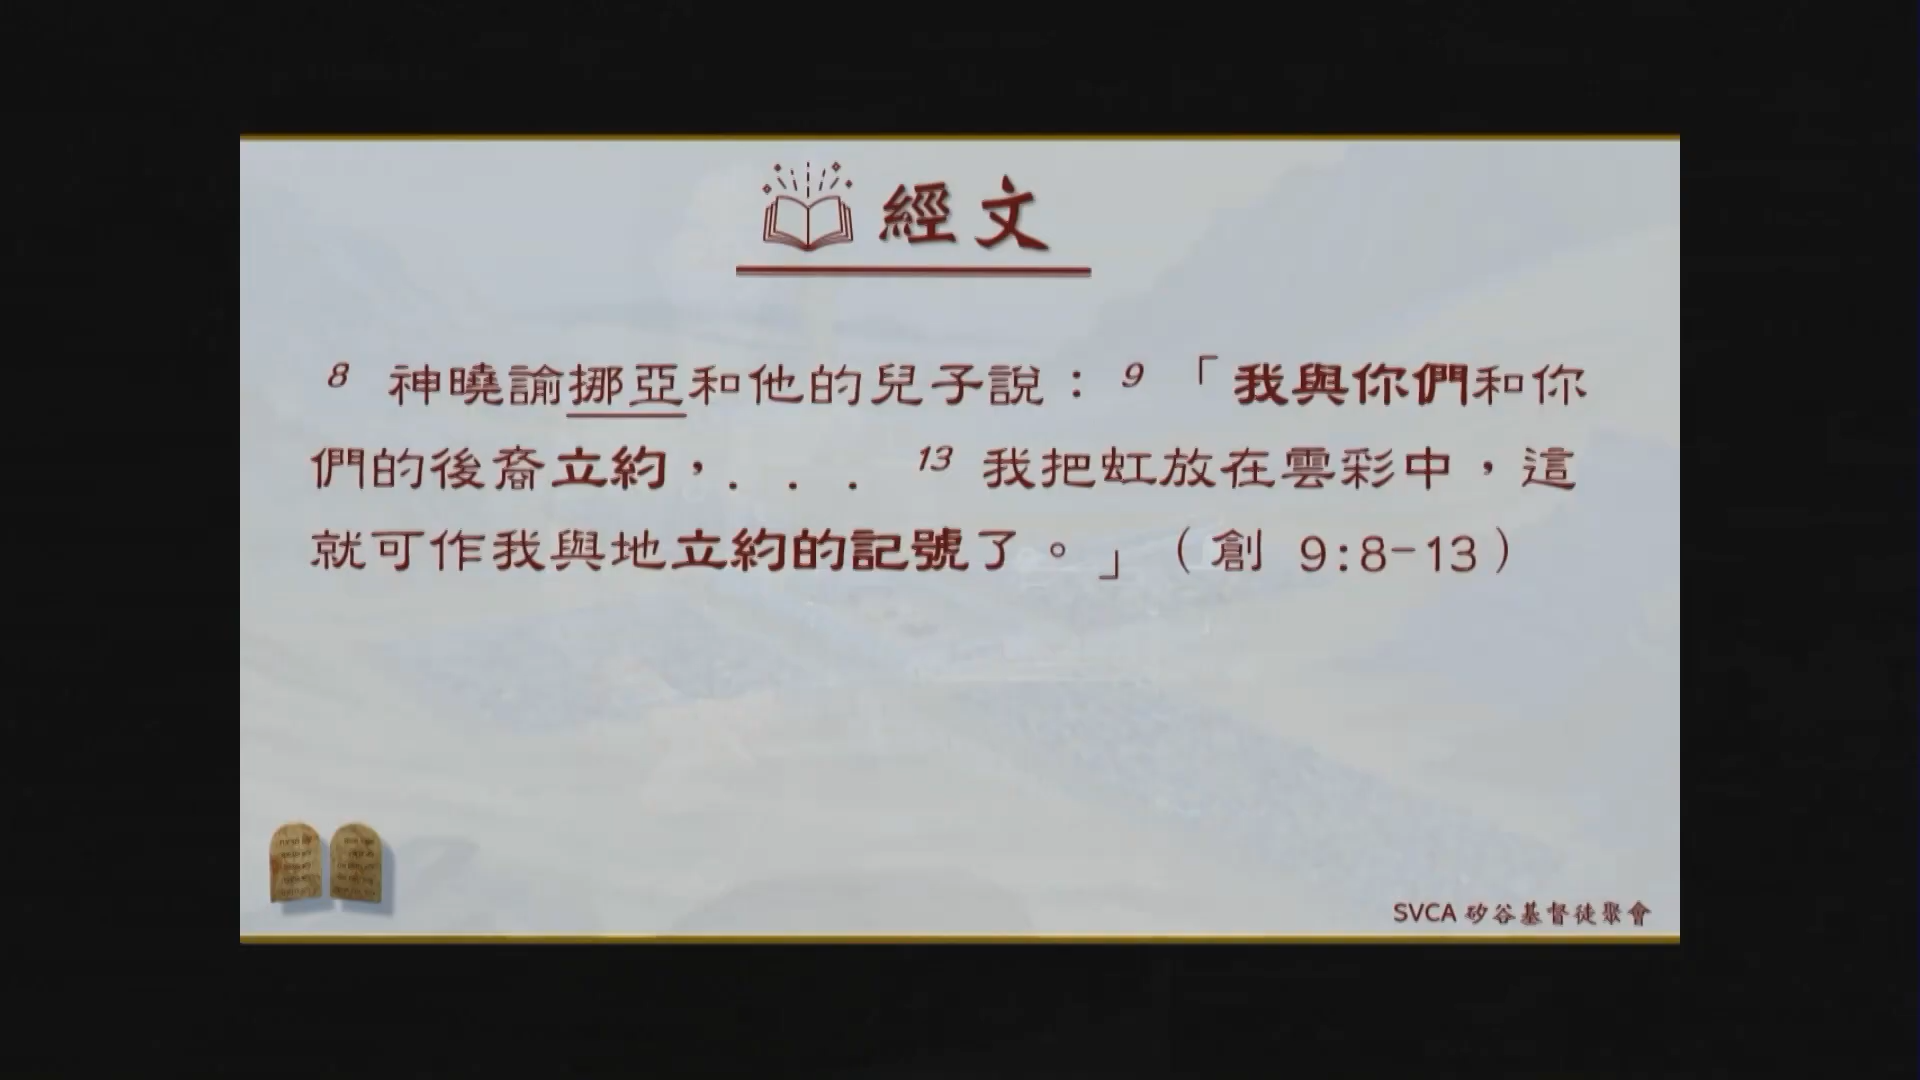 經文
8 神曉諭挪亞和他的兒子說：9 「我與你們和你
們的後裔立約，. . . 13 我把虹放在雲彩中，這
就可作我與地立約的記號了。」（創 9:8-13）
SVCA 矽谷基督徒聚會